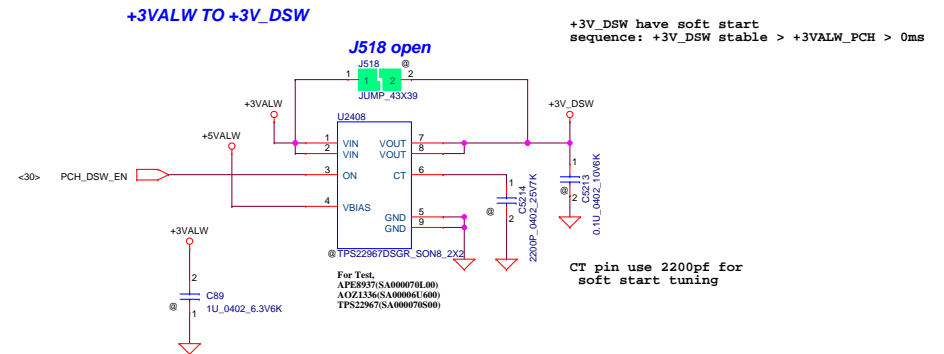 +3VALW TO +3V_DSW
+3V_DSW have soft start
sequence: +3V_DSW stable > +3VALW_PCH > 0ms
J518 open
J518 @
1 1 2 2
JUMP_43X39
+3VALW
+3V_DSW
U2408
+5VALW
1 VIN VOUT 7
2 VIN VOUT 8
<30> PCH_DSW_EN 3 ON CT 6
4 VBIAS
GND 5
GND 9
@ TPS22967DSGR_SON8_2X2
1
@
2
C5214
2200P_0402_25V7K
1
@
2
C5213
0.1U_0402_10V6K
+3VALW
2
C89
@
1U_0402_6.3V6K
1
For Test,
APE8937(SA000070L00)
AOZ1336(SA00006U600)
TPS22967(SA000070S00)
CT pin use 2200pf for
soft start tuning